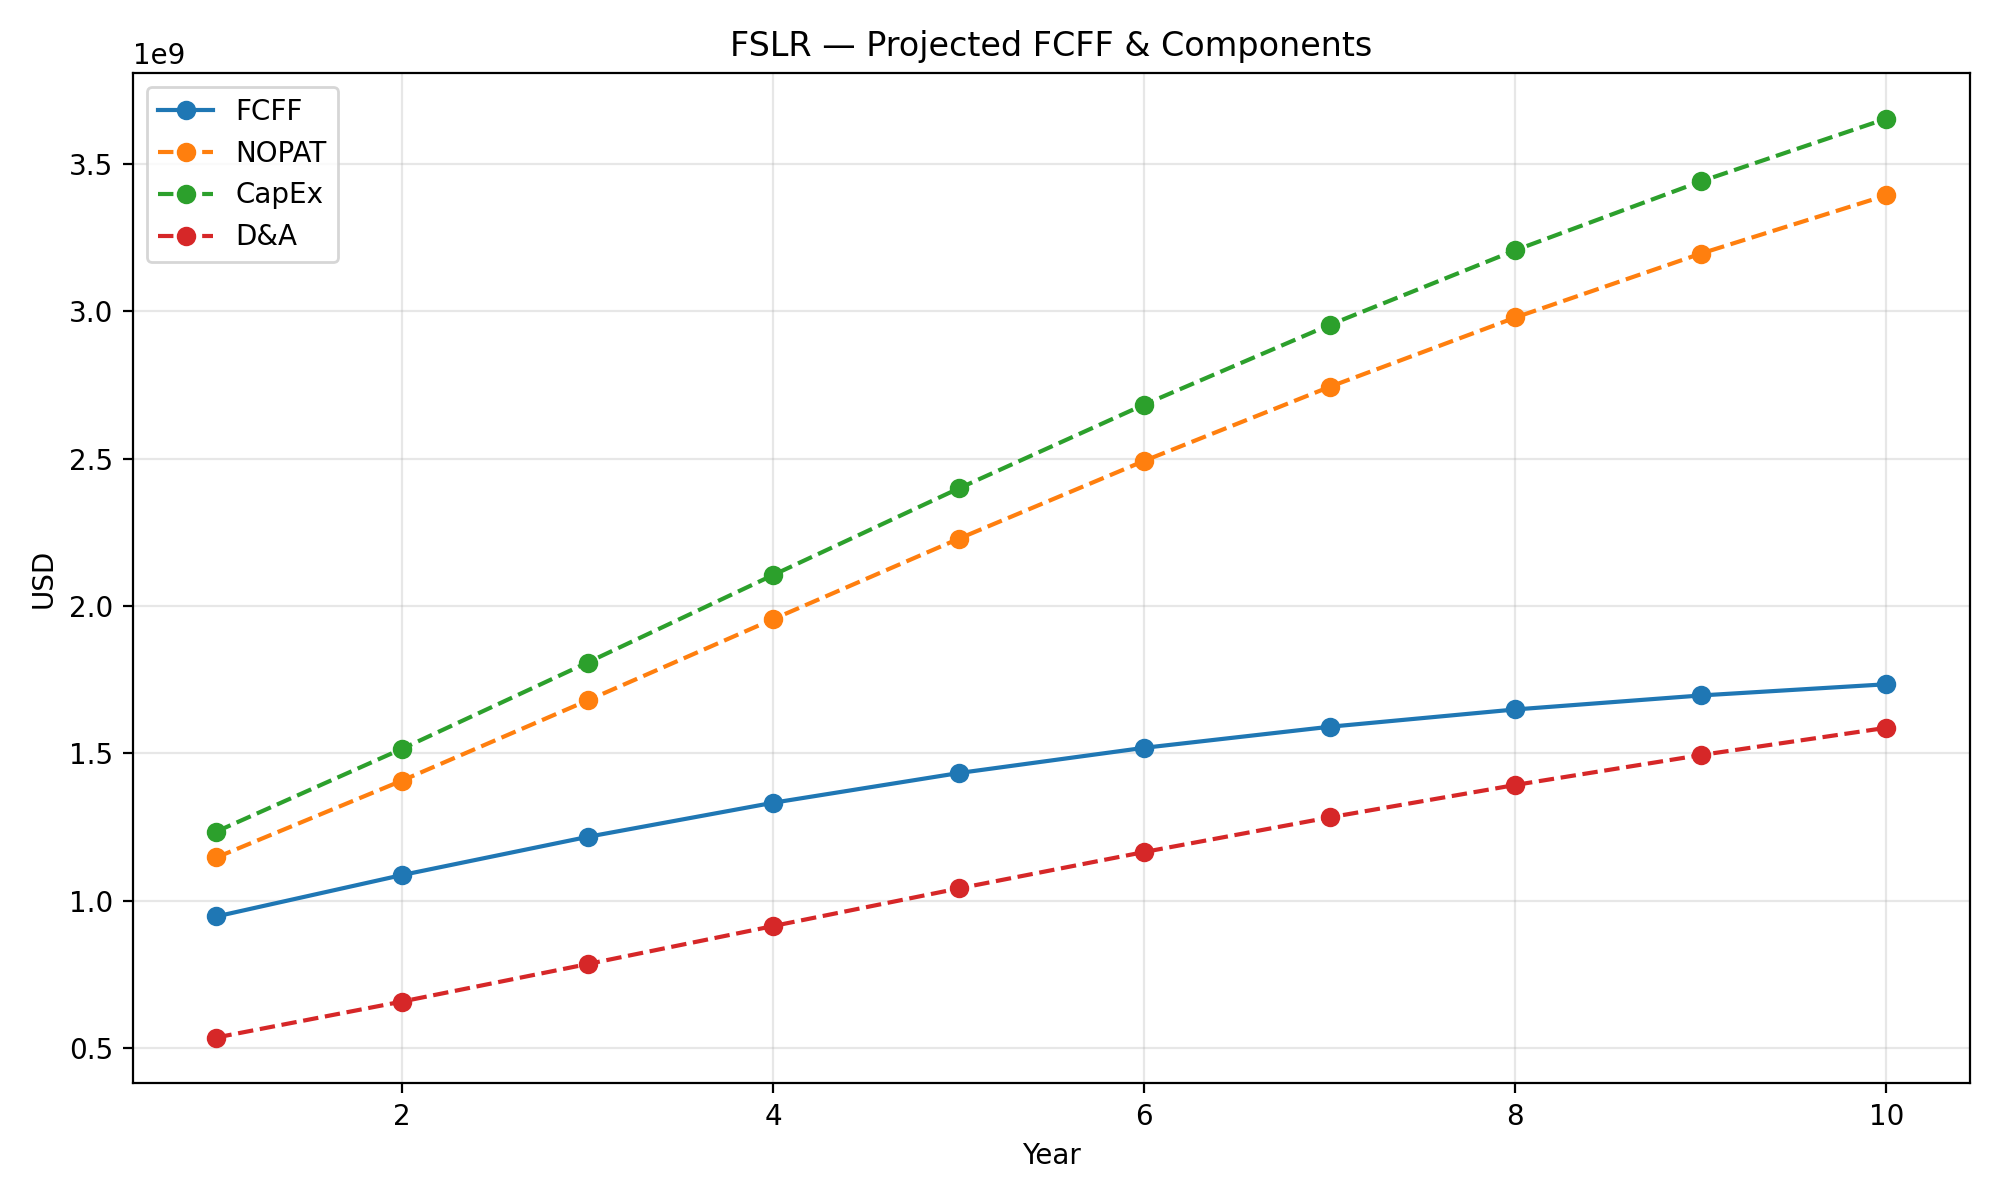 FSLR — Projected FCFF & Components
1e9
FCFF
NOPAT
CapEx
D&A
3.5
3.0
2.5
2.0
1.5
1.0
0.5
USD
2 4 6 8 10
Year